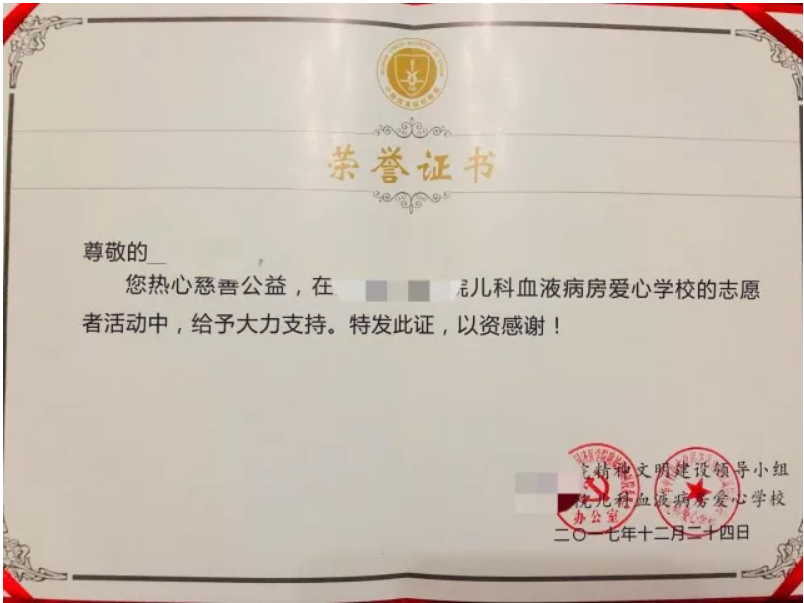 荣誉证书
尊敬的
您热心慈善公益，在 院儿科血液病房爱心学校的志愿
者活动中，给予大力支持。特发此证，以资感谢！
院精神文明建设领导小组
院儿科血液病房爱心学校
办公室
二〇一七年十二月二十四日